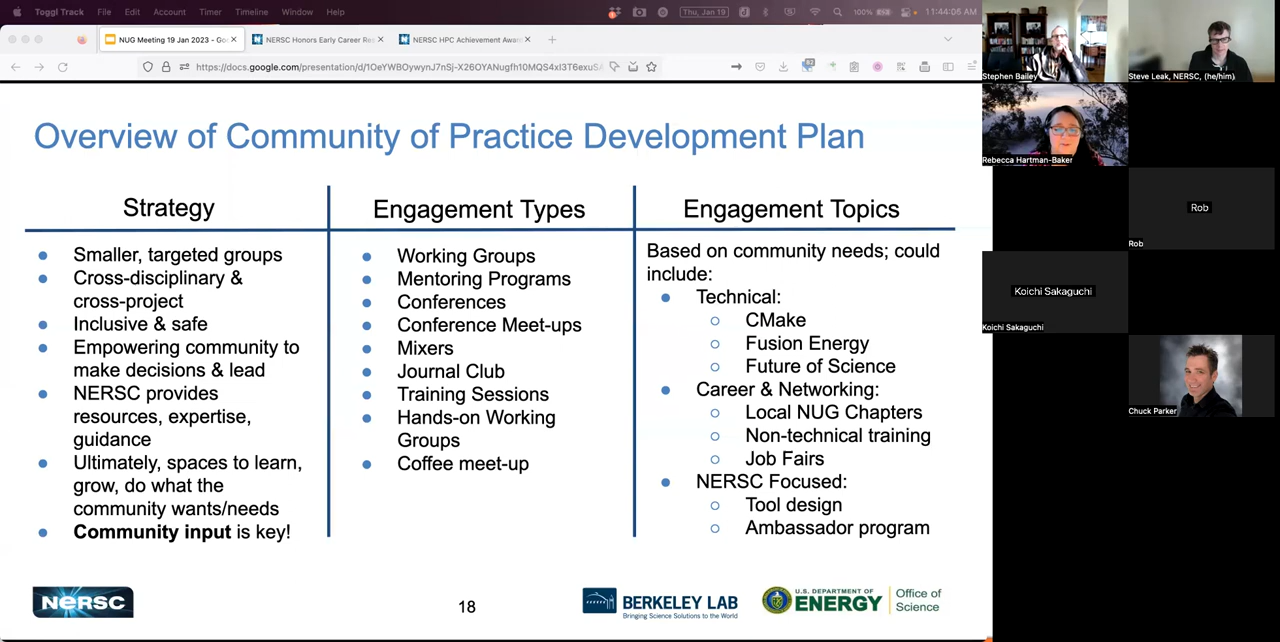 Toggl Track File Edit Account Timer Timeline Window Help 100% Thu, Jan 19 11:44:06 AM
NUG Meeting 19 Jan 2023 - Go NERSC Honors Early Career Re NERSC HPC Achievement Awa
https://docs.google.com/presentation/d/
Overview of Community of Practice Development Plan
Strategy
Smaller, targeted groups
Cross-disciplinary &
cross-project
Inclusive & safe
Empowering community to
make decisions & lead
NERSC provides
resources, expertise,
guidance
Ultimately, spaces to learn,
grow, do what the
community wants/needs
Community input is key!
Engagement Types
Working Groups
Mentoring Programs
Conferences
Conference Meet-ups
Mixers
Journal Club
Training Sessions
Hands-on Working
Groups
Coffee meet-up
Engagement Topics
Based on community needs; could
include:
Technical:
CMake
Fusion Energy
Future of Science
Career & Networking:
Local NUG Chapters
Non-technical training
Job Fairs
NERSC Focused:
Tool design
Ambassador program
NERSC
18
BERKELEY LAB
Bringing Science Solutions to the World
U.S. DEPARTMENT OF
ENERGY
Office of
Science
Stephen Bailey
Steve Leak, NERSC, (he/him)
Rebecca Hartman-Baker
Rob
Rob
Koichi Sakaguchi
Koichi Sakaguchi
Chuck Parker